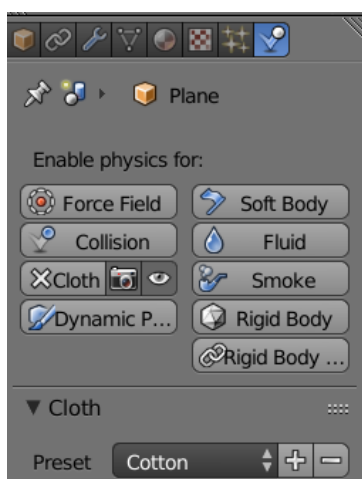 Plane
Enable physics for:
Force Field Soft Body
Collision Fluid
Cloth Smoke
Dynamic P... Rigid Body
Rigid Body ...
Cloth
Preset Cotton